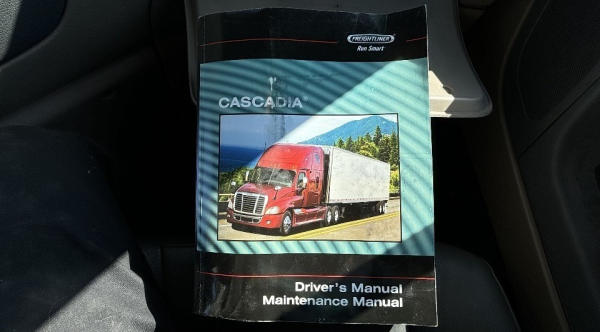 FREIGHTLINER
Run Smart®
CASCADIA®
Driver's Manual
Maintenance Manual